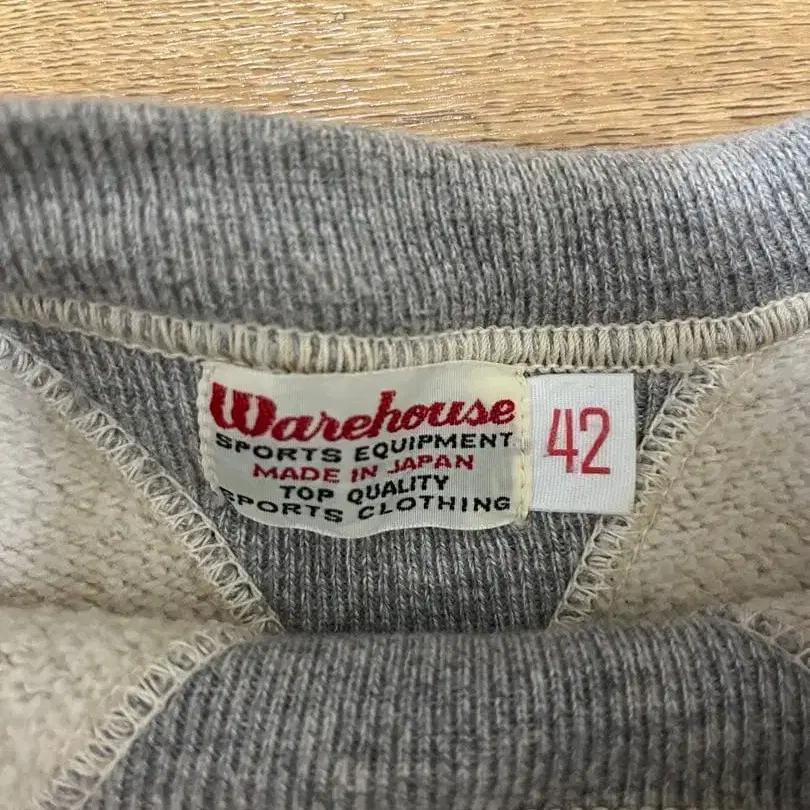 Warehouse
SPORTS EQUIPMENT
MADE IN JAPAN
TOP QUALITY
SPORTS CLOTHING
42